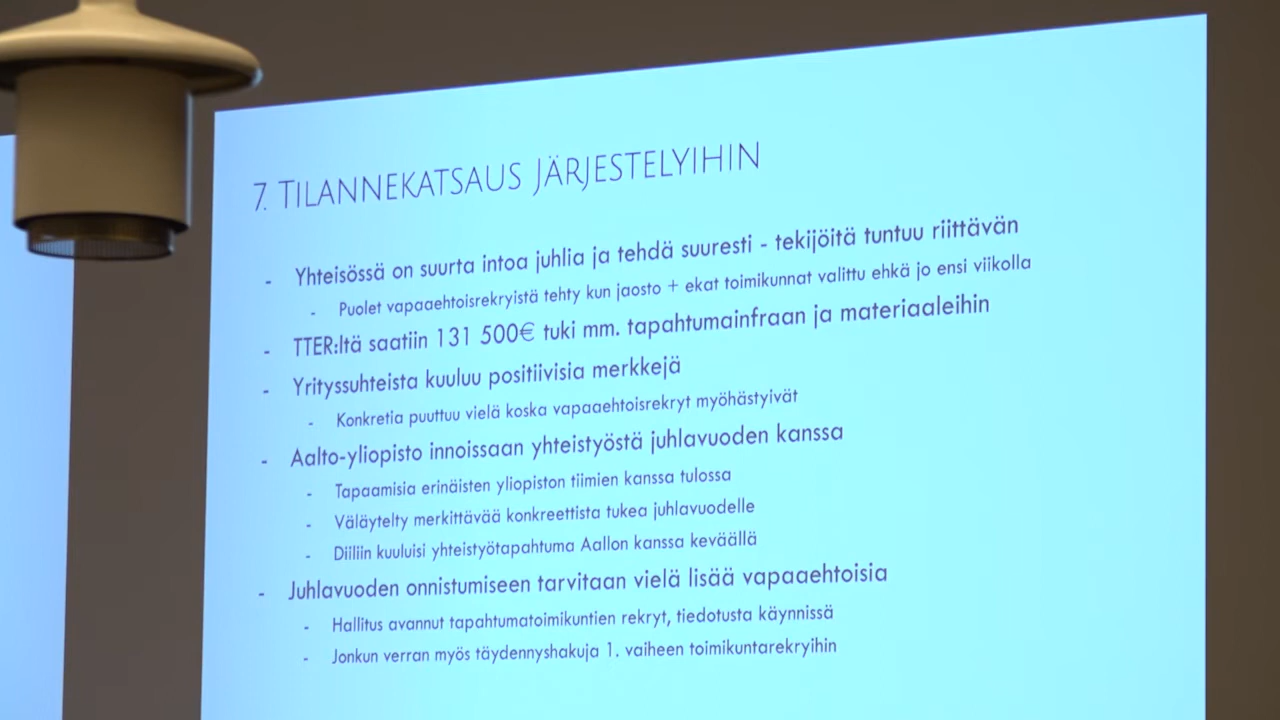 7. Tilannekatsaus järjestelyihin
- Yhteisössä on suurta intoa juhlia ja tehdä suuresti - tekijöitä tuntuu riittävän
- Puolet vapaaehtoisrekryistä tehty kun jaosto + ekat toimikunnat valittu ehkä jo ensi viikolla
- TTER:ltä saatiin 131 500€ tuki mm. tapahtumainfraan ja materiaaleihin
- Yrityssuhteista kuuluu positiivisia merkkejä
- Konkretia puuttuu vielä koska vapaaehtoisrekryt myöhästyivät
- Aalto-yliopisto innoissaan yhteistyöstä juhlavuoden kanssa
- Tapaamisia erinäisten yliopiston tiimien kanssa tulossa
- Väläytelty merkittävää konkreettista tukea juhlavuodelle
- Diiliin kuuluisi yhteistyötapahtuma Aallon kanssa keväällä
- Juhlavuoden onnistumiseen tarvitaan vielä lisää vapaaehtoisia
- Hallitus avannut tapahtumatoimikuntien rekryt, tiedotusta käynnissä
- Jonkun verran myös täydennyshakuja 1. vaiheen toimikuntarekryihin